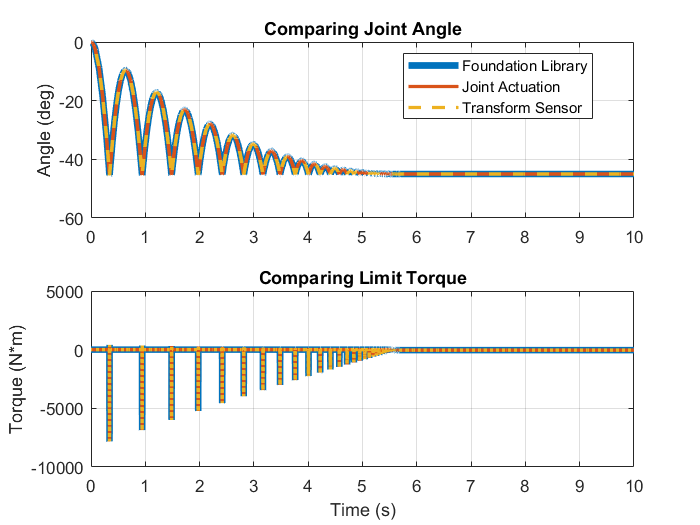 Comparing Joint Angle
0
-20
-40
-60
Angle (deg)
Foundation Library
Joint Actuation
Transform Sensor
0 1 2 3 4 5 6 7 8 9 10
Comparing Limit Torque
5000
0
-5000
-10000
Torque (N*m)
0 1 2 3 4 5 6 7 8 9 10
Time (s)